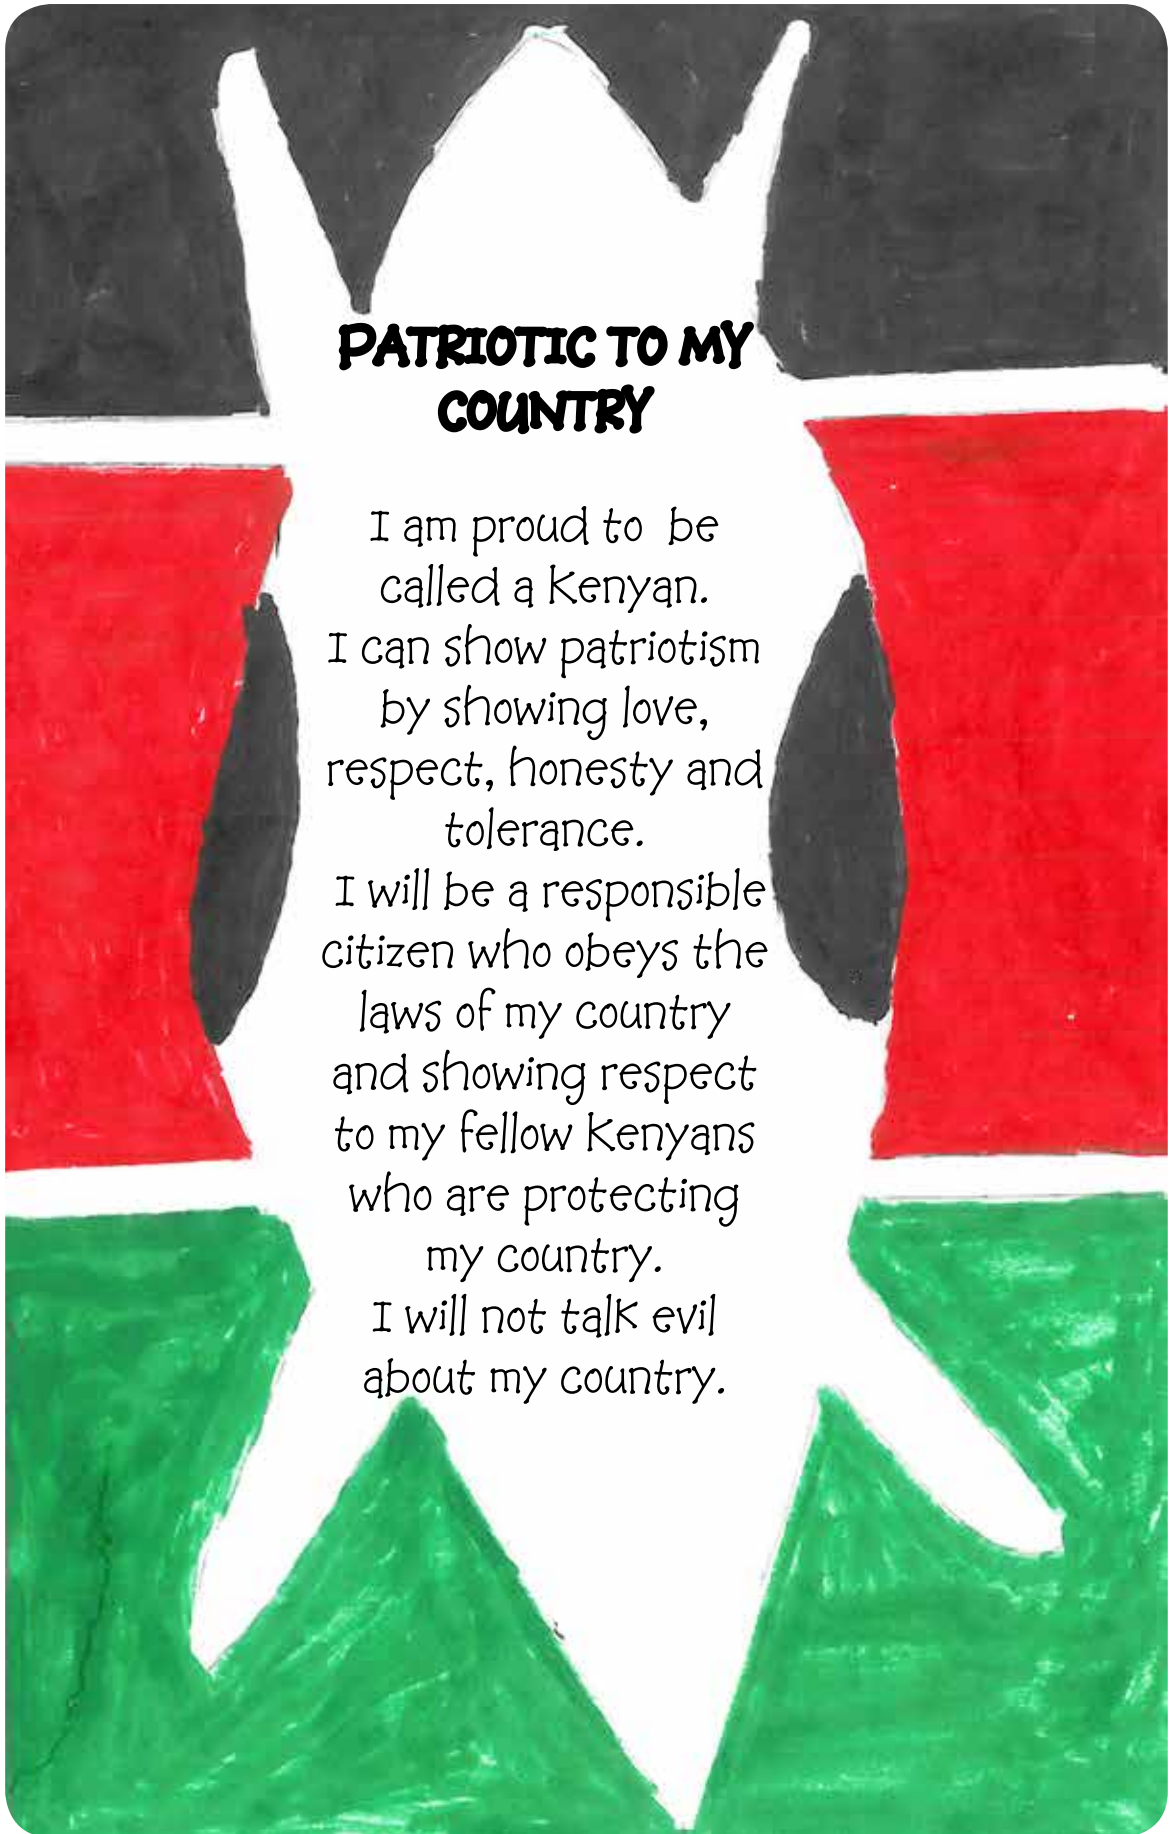 PATRIOTIC TO MY
COUNTRY
I am proud to be
called a Kenyan.
I can show patriotism
by showing love,
respect, honesty and
tolerance.
I will be a responsible
citizen who obeys the
laws of my country
and showing respect
to my fellow Kenyans
who are protecting
my country.
I will not talk evil
about my country.